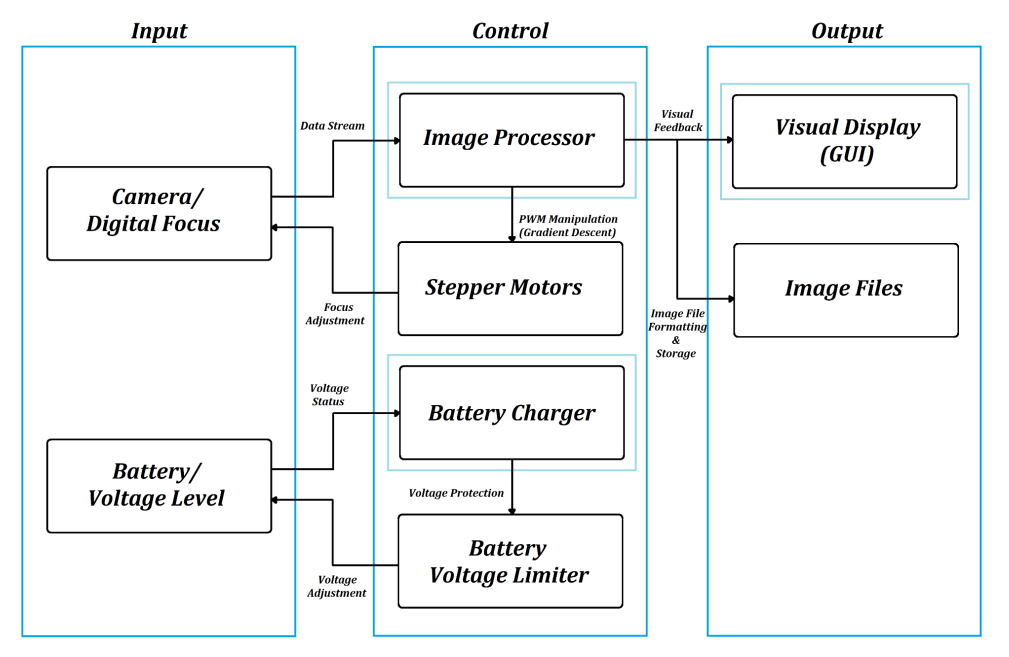 Input
Control
Output
Data Stream
Image Processor
Visual
Feedback
Visual Display
(GUI)
Camera/
Digital Focus
PWM Manipulation
(Gradient Descent)
Stepper Motors
Image Files
Focus
Adjustment
Image File
Formatting
&
Storage
Voltage
Status
Battery Charger
Battery/
Voltage Level
Voltage Protection
Battery
Voltage Limiter
Voltage
Adjustment